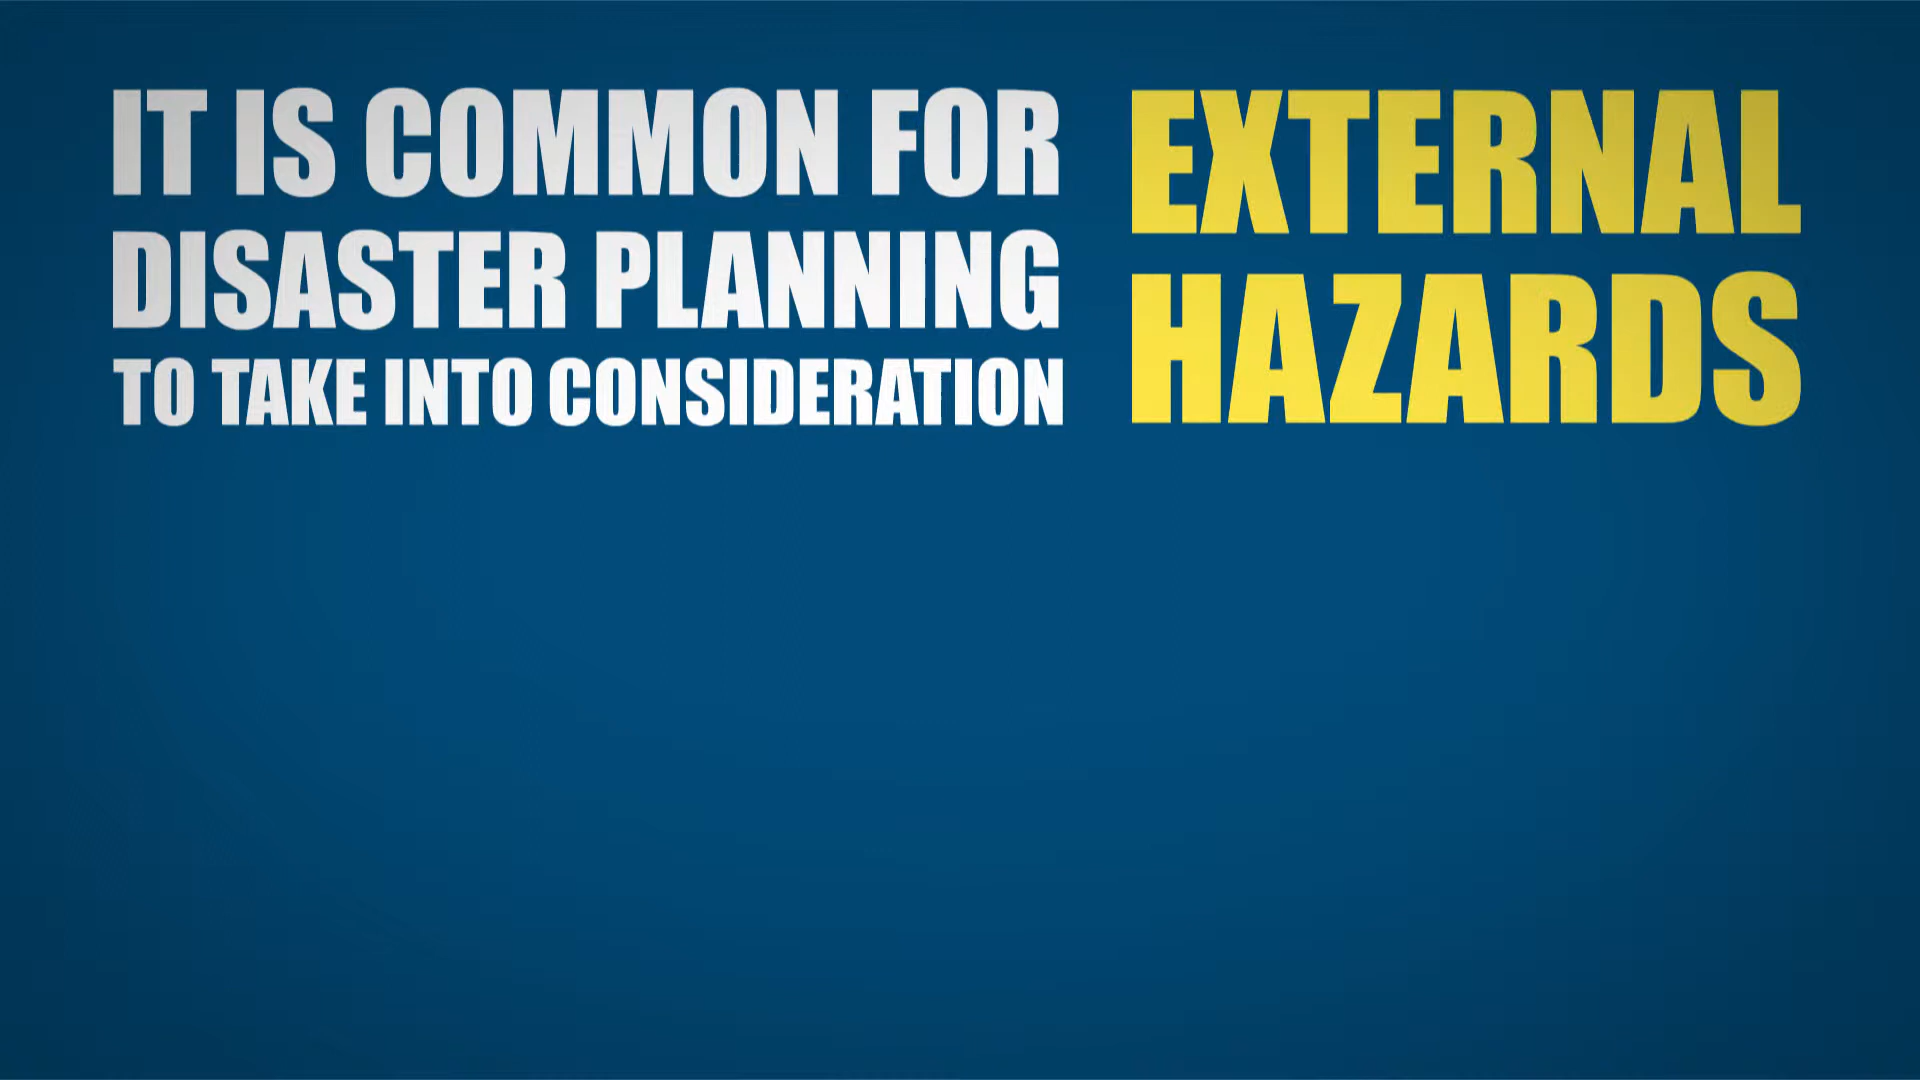 IT IS COMMON FOR
DISASTER PLANNING
TO TAKE INTO CONSIDERATION
EXTERNAL
HAZARDS